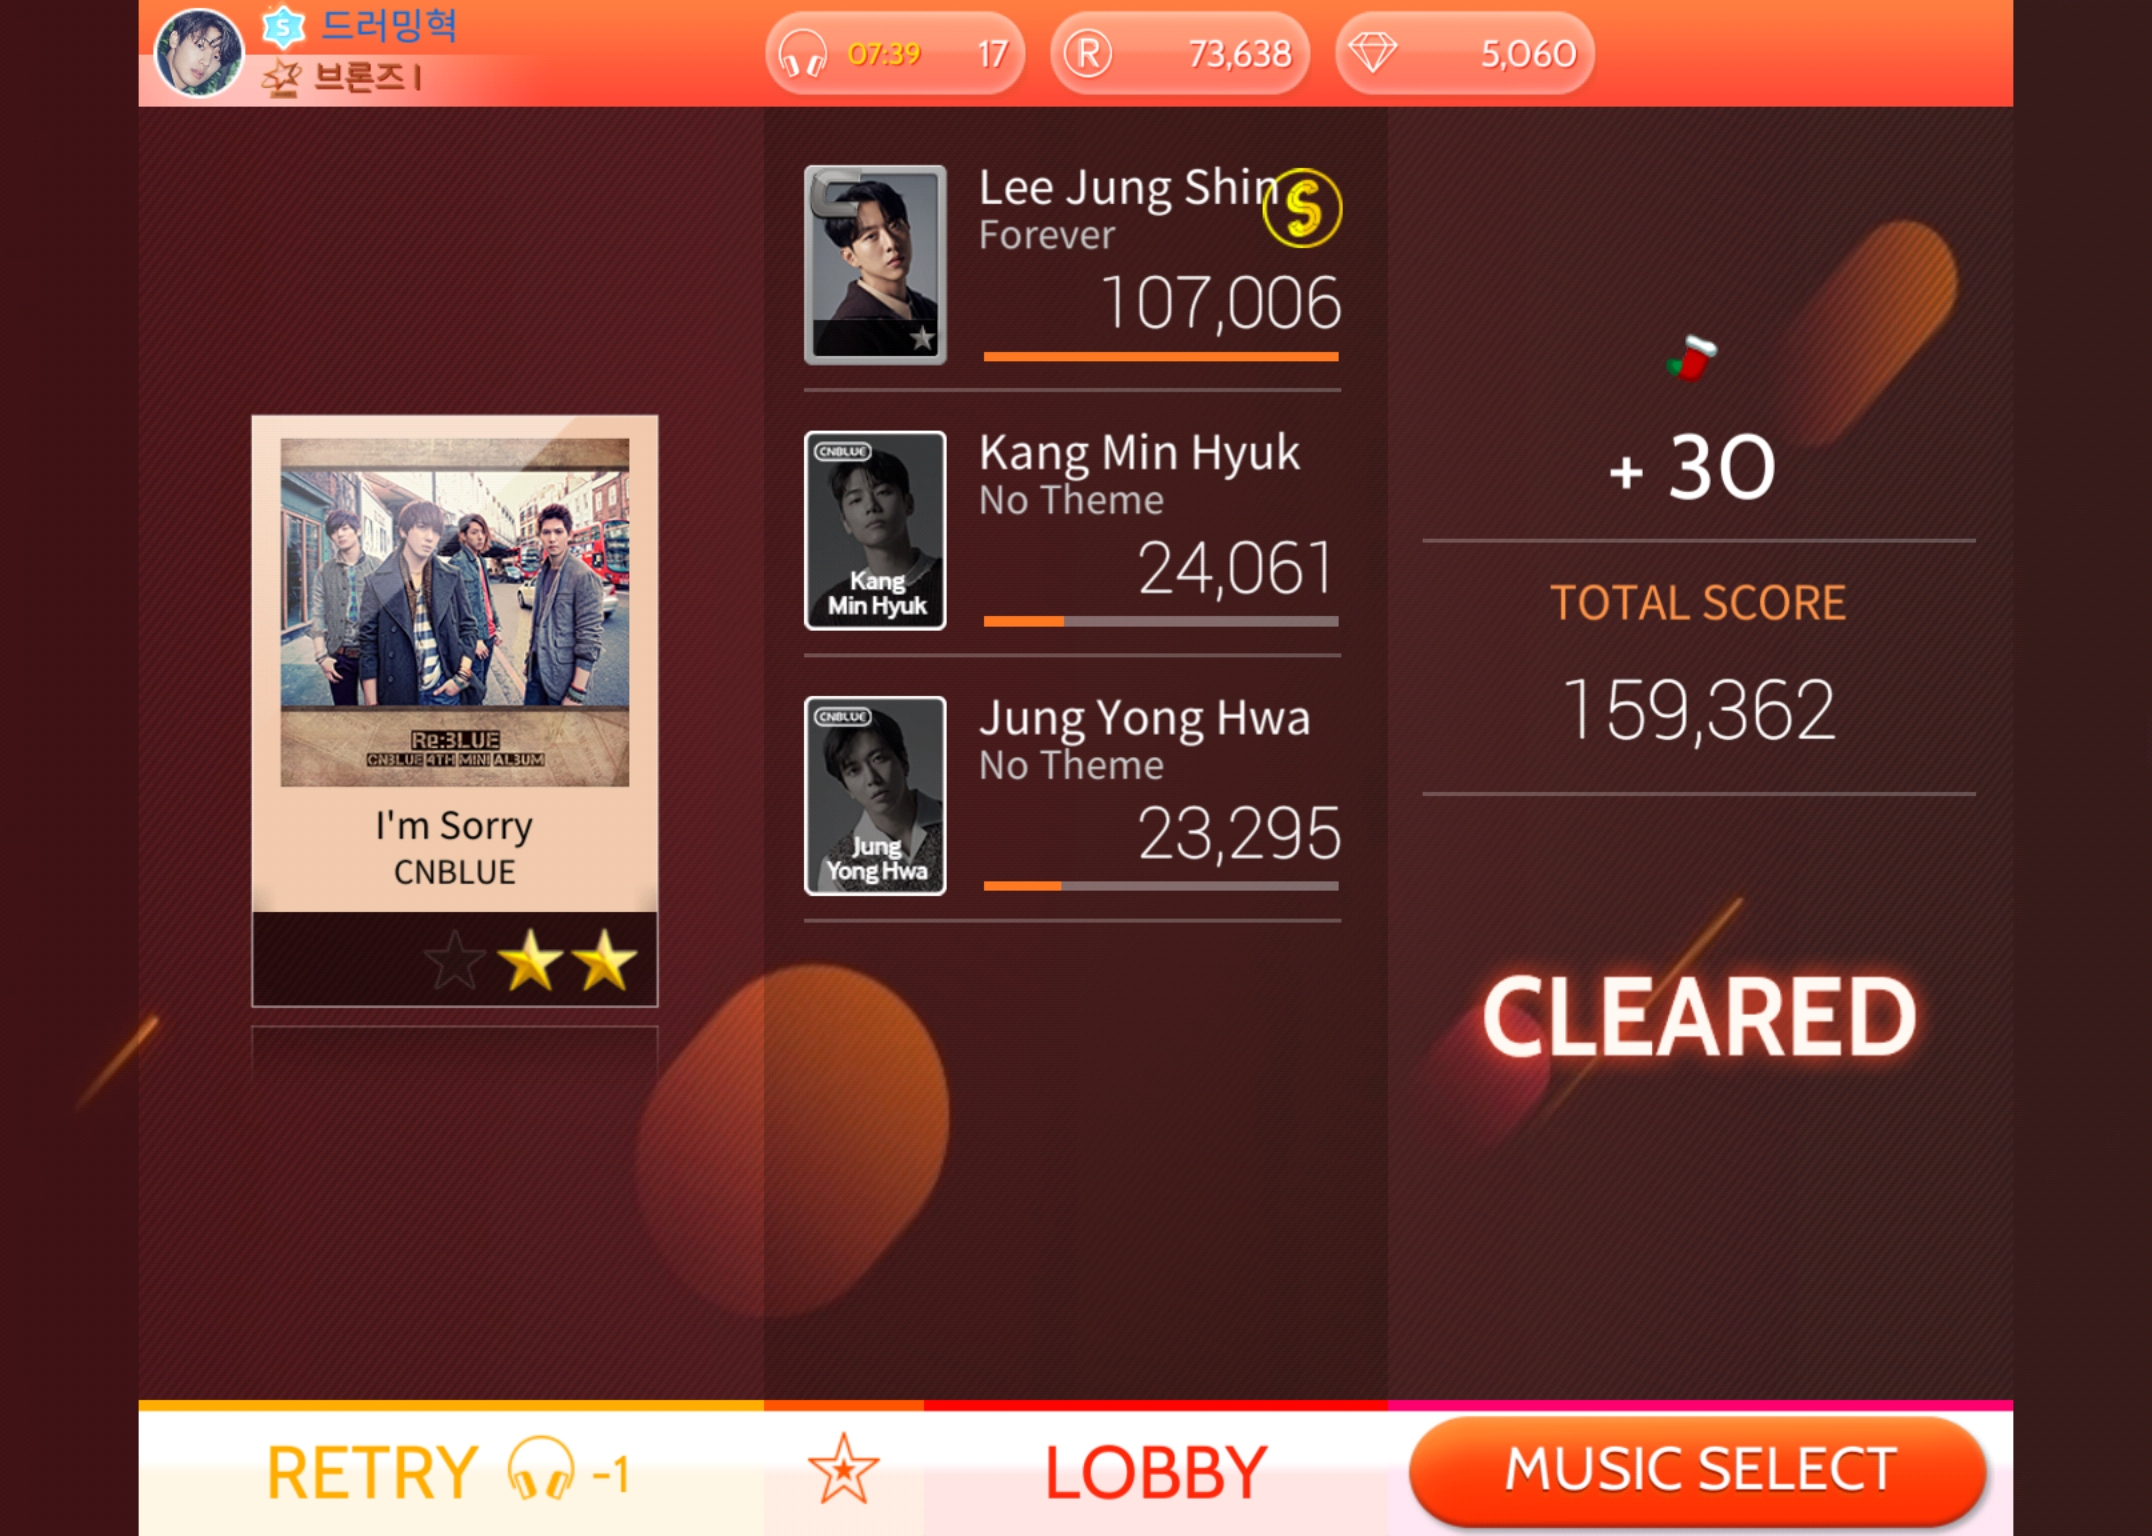 드러밍혁
브론즈 I
07:39 17
R 73,638
5,060
Re:BLUE
CNBLUE 4TH MINI ALBUM
I'm Sorry
CNBLUE
Lee Jung Shin
S
Forever
107,006
CNBLUE
Kang
Min Hyuk
Kang Min Hyuk
No Theme
24,061
CNBLUE
Jung
Yong Hwa
Jung Yong Hwa
No Theme
23,295
+ 30
TOTAL SCORE
159,362
CLEARED
RETRY -1
LOBBY
MUSIC SELECT